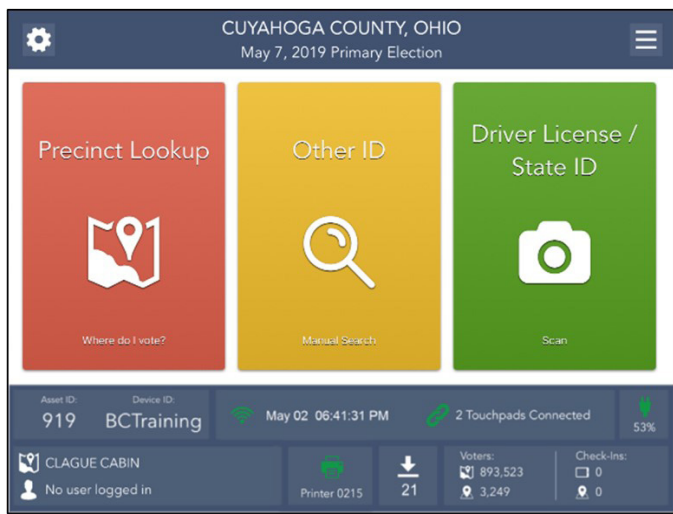 CUYAHOGA COUNTY, OHIO
May 7, 2019 Primary Election
Precinct Lookup
Where do I vote?
Other ID
Manual Search
Driver License /
State ID
Scan
Asset ID:
919
Device ID:
BCTraining
May 02 06:41:31 PM
2 Touchpads Connected
53%
CLAGUE CABIN
No user logged in
Printer 0215
21
Voters:
893,523
3,249
Check-Ins:
0
0